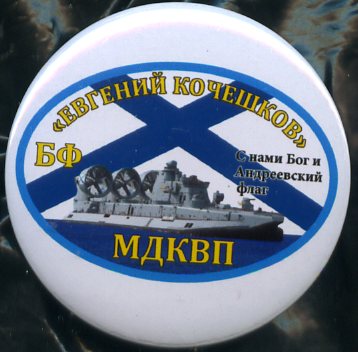 «ЕВГЕНИЙ КОЧЕШКОВ»
БФ
С нами Бог и
Андреевский
флаг
МДКВП